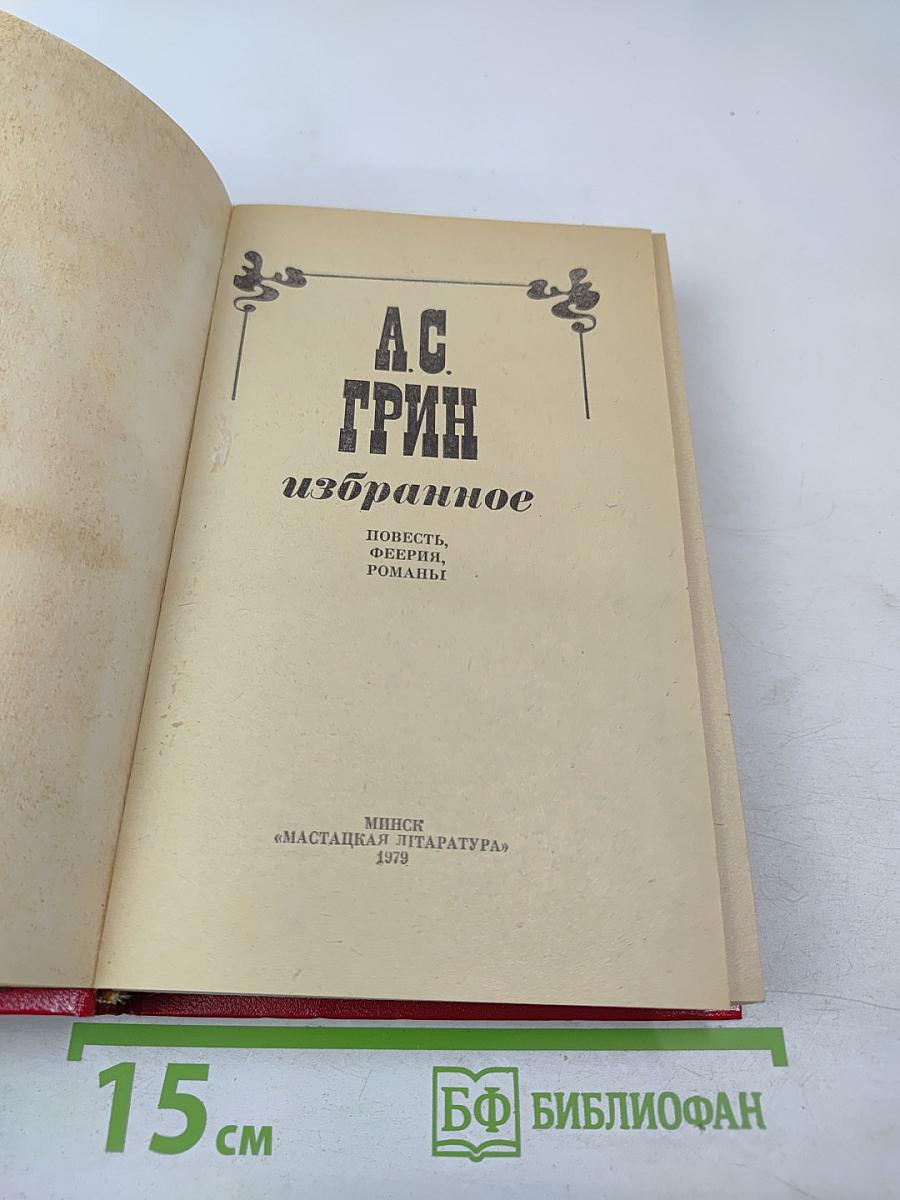 А.С.
ГРИН
избранное
ПОВЕСТЬ,
ФЕЕРИЯ,
РОМАНЫ
МИНСК
«МАСТАЦКАЯ ЛІТАРАТУРА»
1979
15 см
БФ БИБЛИОФАН